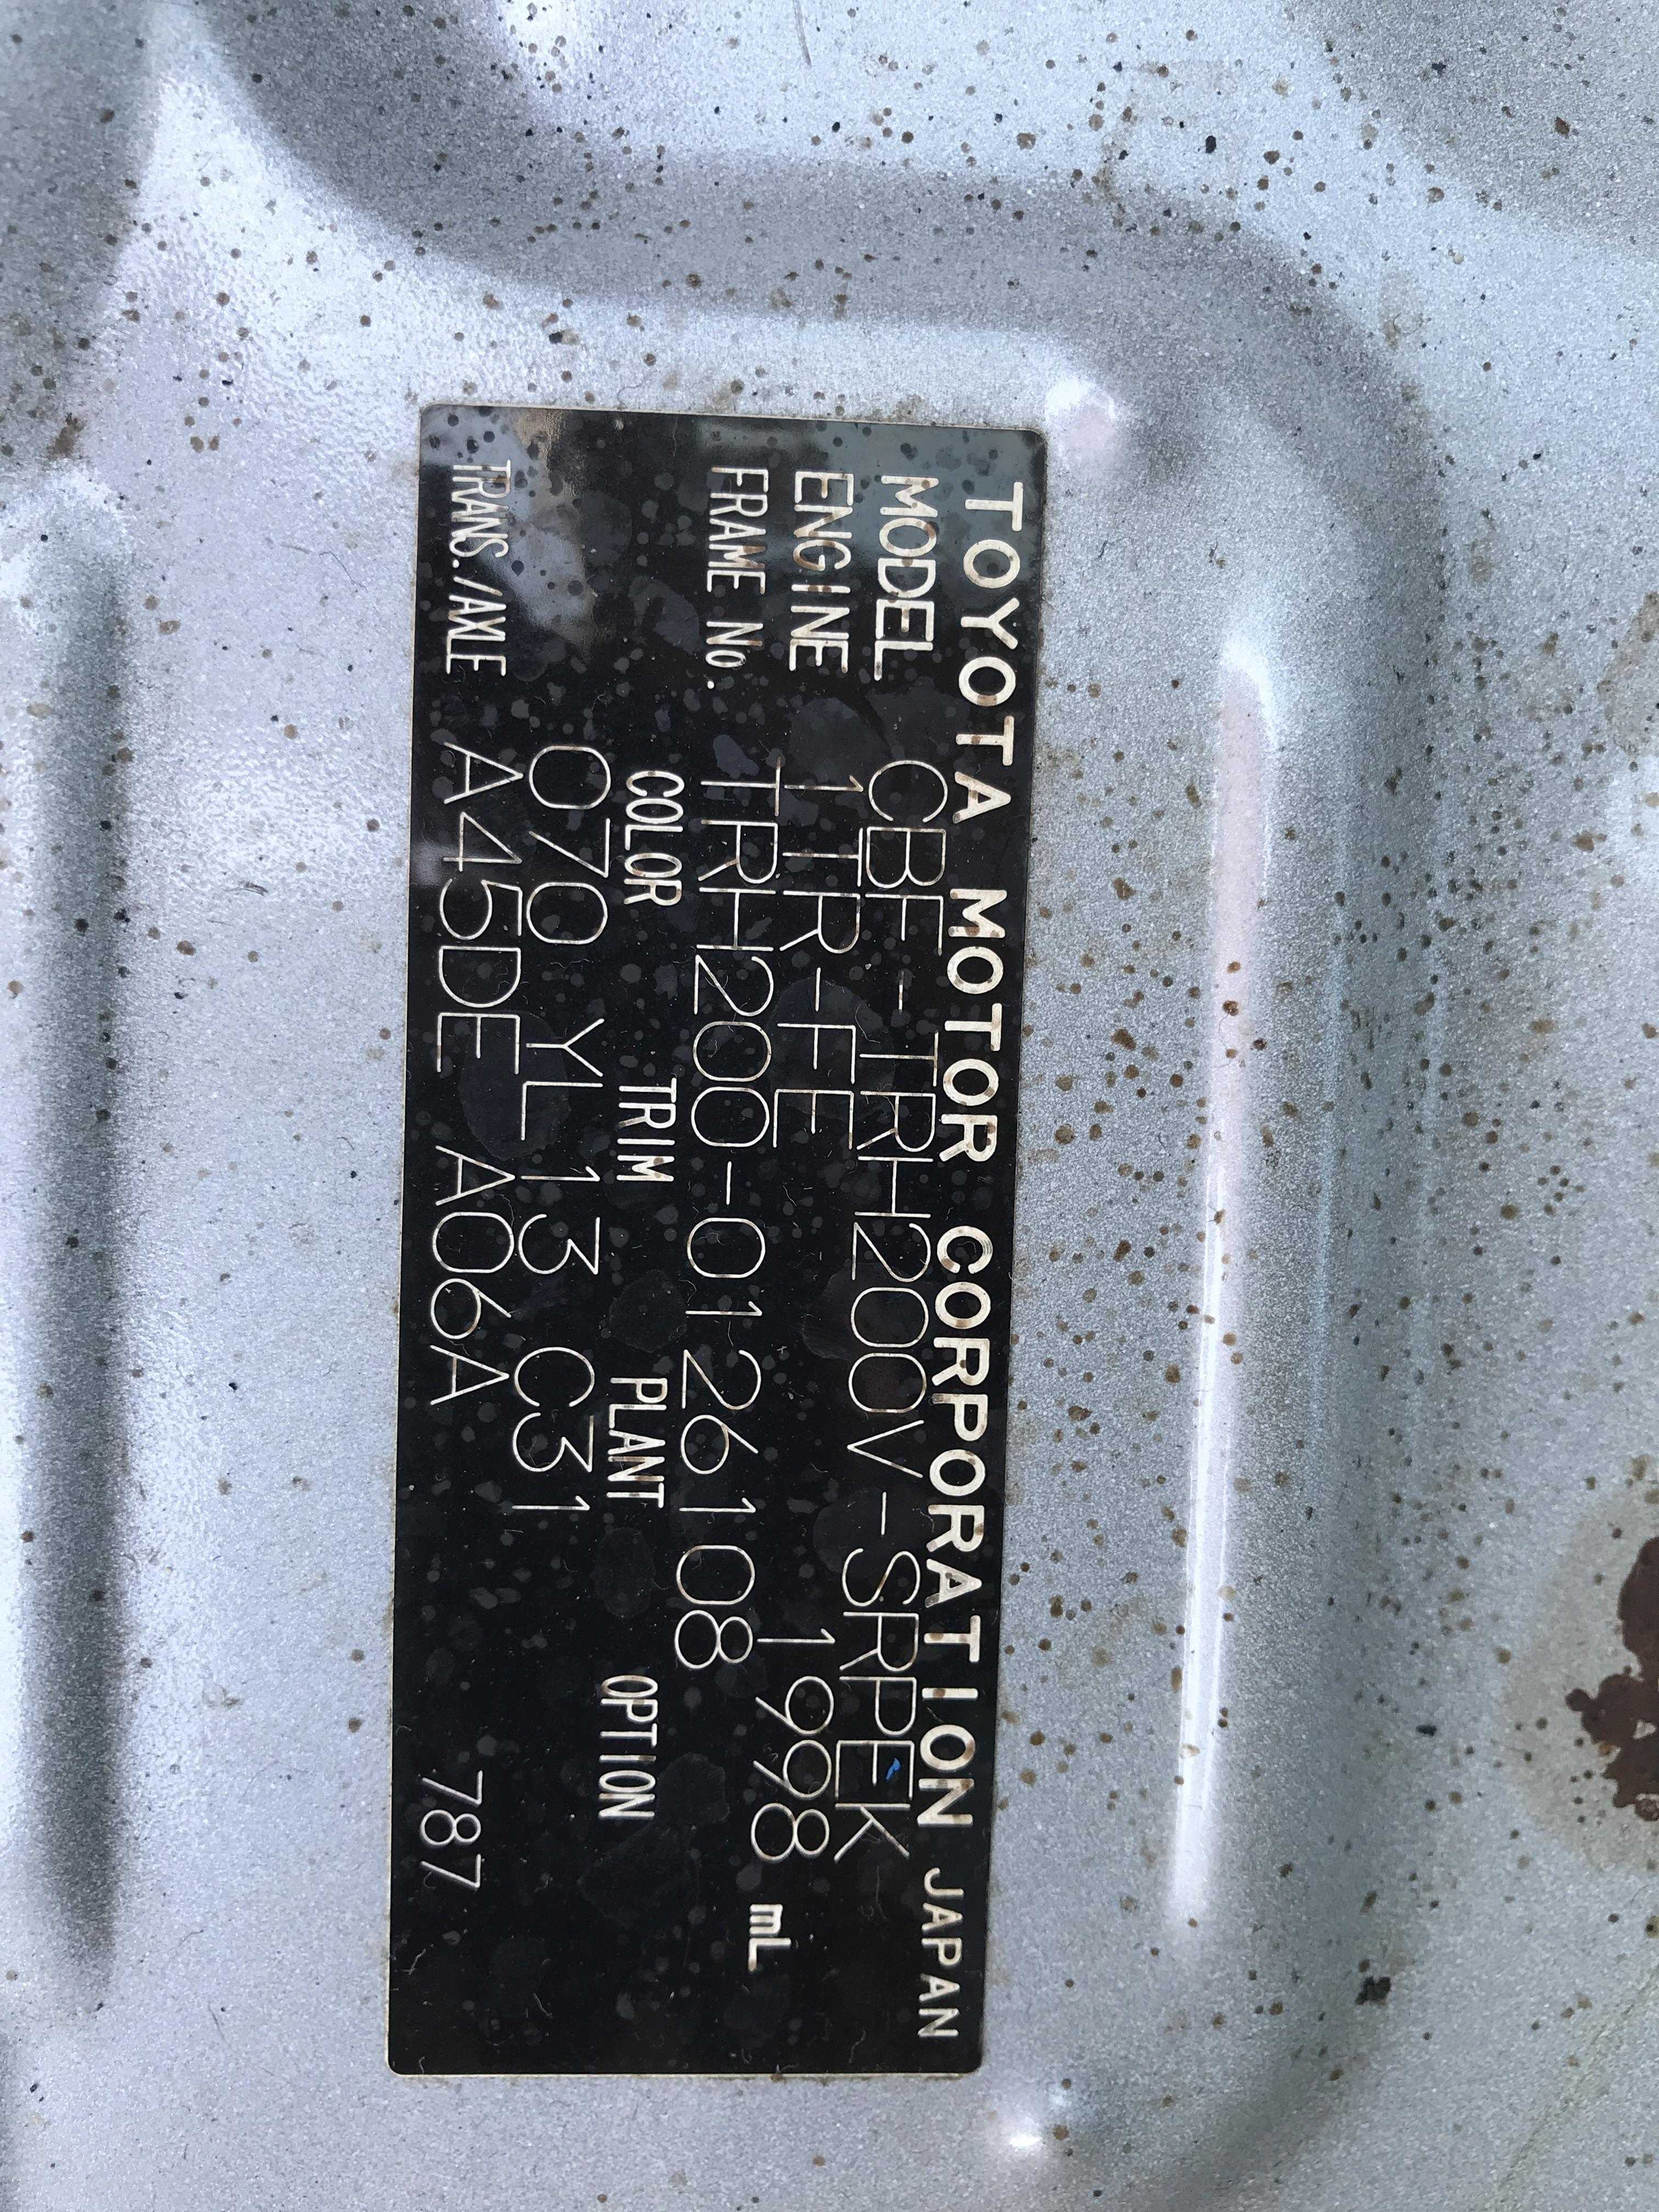 TOYOTA MOTOR CORPORATION JAPAN
MODEL CBF-TRH200V-SRPEK
ENGINE 1TR-FE 1998 mL
FRAME No. TRH200-0126108
COLOR TRIM PLANT OPTION
070 YL13 C31
TRANS./AXLE A45DE A06A 787